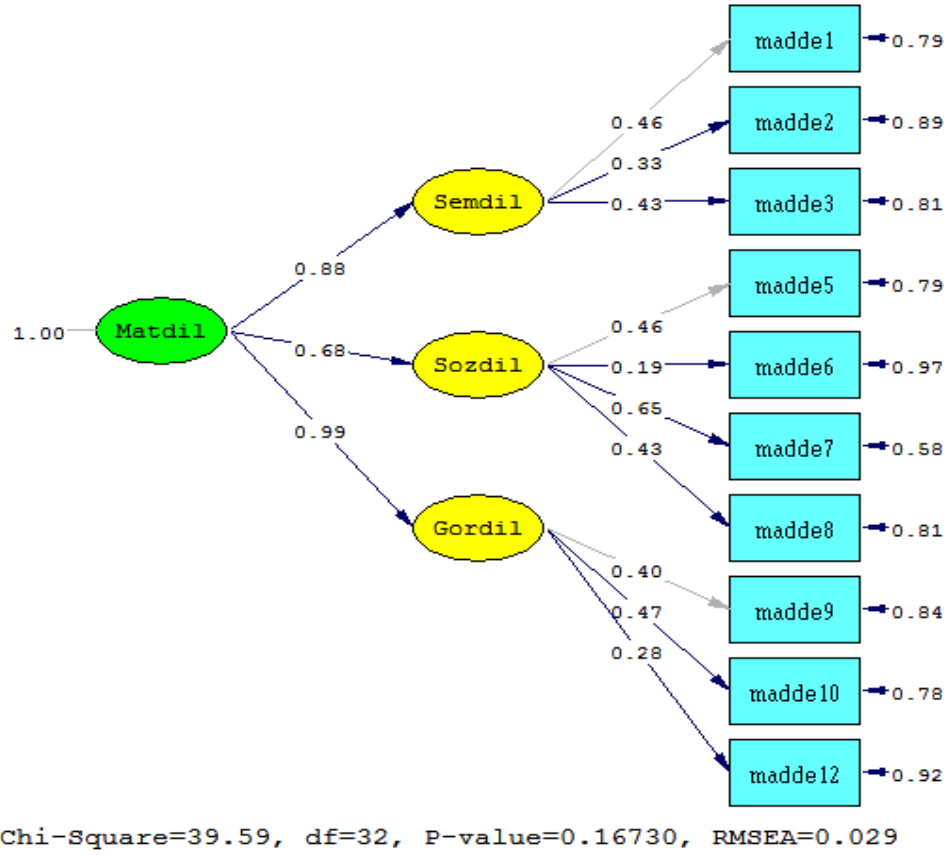 madde1
0.79
0.46
madde2
0.89
0.33
Semdil
0.43
madde3
0.81
0.88
madde5
0.79
0.46
1.00
Matdil
0.68
Sozdil
0.19
madde6
0.97
0.65
0.99
0.43
madde7
0.58
Gordil
madde8
0.81
0.40
0.47
madde9
0.84
0.28
madde10
0.78
madde12
0.92
Chi-Square=39.59, df=32, P-value=0.16730, RMSEA=0.029